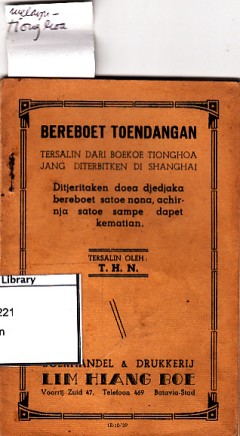 melayu-
Tionghoa
BEREBOET TOENDANGAN
TERSALIN DARI BOEKOE TIONGHOA
JANG DITERBITKEN DI SHANGHAI
Ditjeritaken doea djedjaka
bereboet satoe nona, achir-
nja satoe sampe dapet
kematian.
TERSALIN OLEH:
T. H. N.
Library
221
n
BOEKHANDEL & DRUKKERIJ
LIM HIANG BOE
Voorrij Zuid 47, Telefoon 469 Batavia-Stad